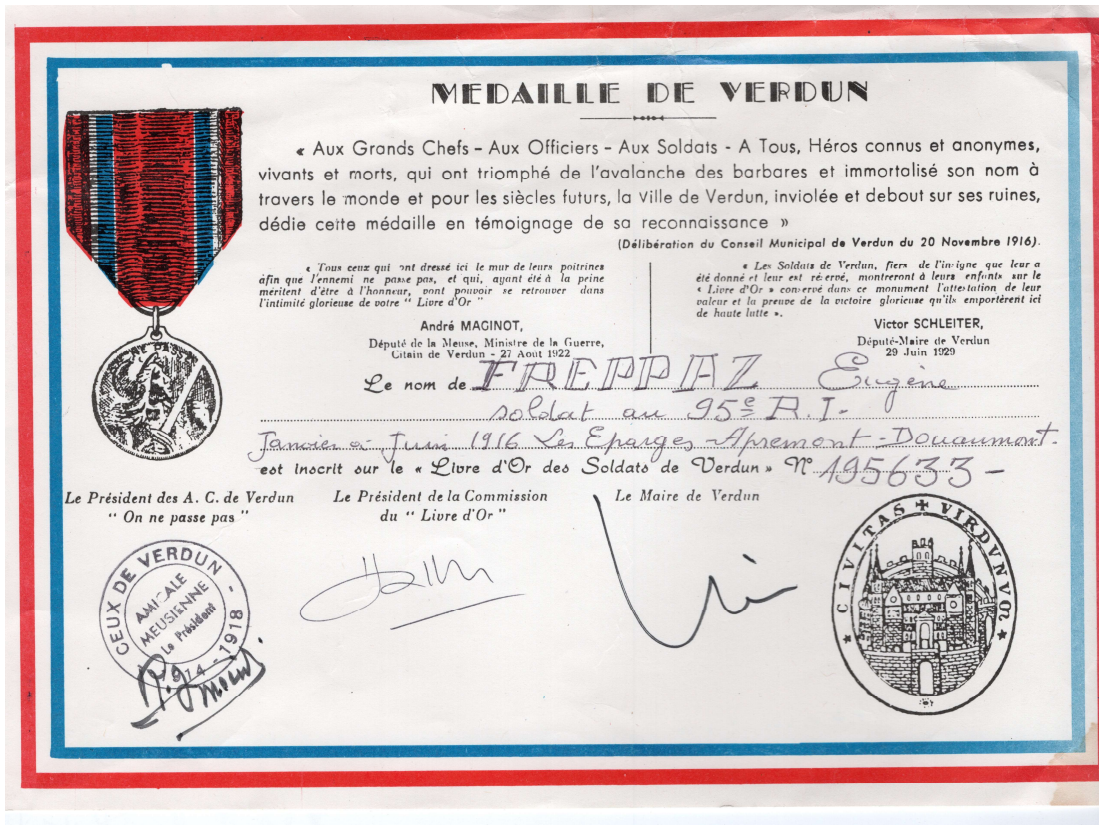 MEDAILLE DE VERDUN
« Aux Grands Chefs – Aux Officiers – Aux Soldats - A Tous, Héros connus et anonymes,
vivants et morts, qui ont triomphé de l'avalanche des barbares et immortalisé son nom à
travers le monde et pour les siècles futurs, la Ville de Verdun, inviolée et debout sur ses ruines,
dédie cette médaille en témoignage de sa reconnaissance »
(Délibération du Conseil Municipal de Verdun du 20 Novembre 1916).
« Tous ceux qui ont dressé ici le mur de leurs poitrines
afin que l'ennemi ne passe pas, et qui, ayant été à la peine
méritent d'être à l'honneur, vont pouvoir se retrouver dans
l'intimité glorieuse de votre " Livre d'Or "
André MAGINOT,
Député de la Meuse, Ministre de la Guerre,
Citain de Verdun - 27 Août 1922
« Les Soldats de Verdun, fiers de l'insigne que leur a
été donné et leur est réservé, montreront à leurs enfants sur le
« Livre d'Or » conservé dans ce monument l'attestation de leur
valeur et la preuve de la victoire glorieuse qu'ils emportèrent ici
de haute lutte ».
Victor SCHLEITER,
Député-Maire de Verdun
29 Juin 1929
ON NE PASSE PAS
Le nom de FREPPAZ Eugène
soldat au 95e R.I-
Janvier à Juin 1916 Les Eparges - Apremont - Douaumont.
est inscrit sur le « Livre d'Or des Soldats de Verdun » N° 195633 -
Le Président des A. C. de Verdun
" On ne passe pas "
Le Président de la Commission
du " Livre d'Or "
Le Maire de Verdun
CEUX DE VERDUN - 1914 - 1918 -
AMICALE
MEUSIENNE
Le Président
CIVITAS + VIRDVNVM